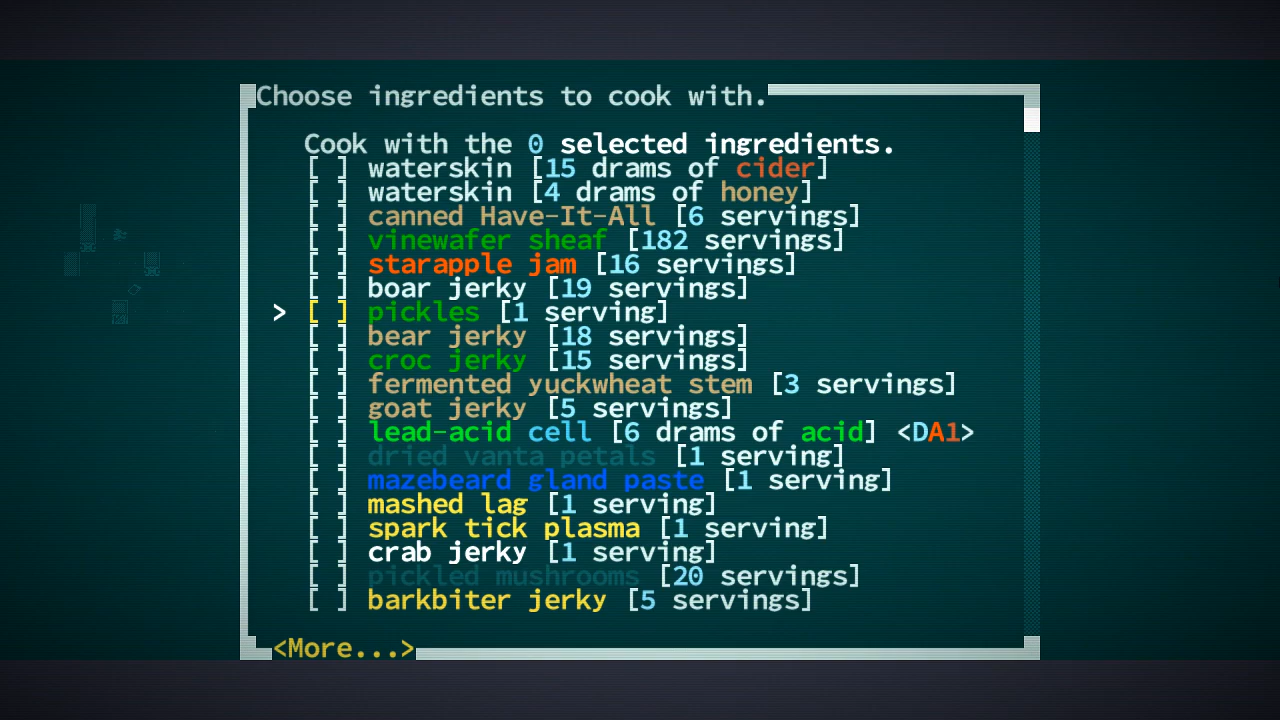 Choose ingredients to cook with.
Cook with the 0 selected ingredients.
[ ] waterskin [15 drams of cider]
[ ] waterskin [4 drams of honey]
[ ] canned Have-It-All [6 servings]
[ ] vinewafer sheaf [182 servings]
[ ] starapple jam [16 servings]
[ ] boar jerky [19 servings]
> [ ] pickles [1 serving]
[ ] bear jerky [18 servings]
[ ] croc jerky [15 servings]
[ ] fermented yuckwheat stem [3 servings]
[ ] goat jerky [5 servings]
[ ] lead-acid cell [6 drams of acid] <DA1>
[ ] dried vanta petals [1 serving]
[ ] mazebeard gland paste [1 serving]
[ ] mashed lag [1 serving]
[ ] spark tick plasma [1 serving]
[ ] crab jerky [1 serving]
[ ] pickled mushrooms [20 servings]
[ ] barkbiter jerky [5 servings]
<More...>